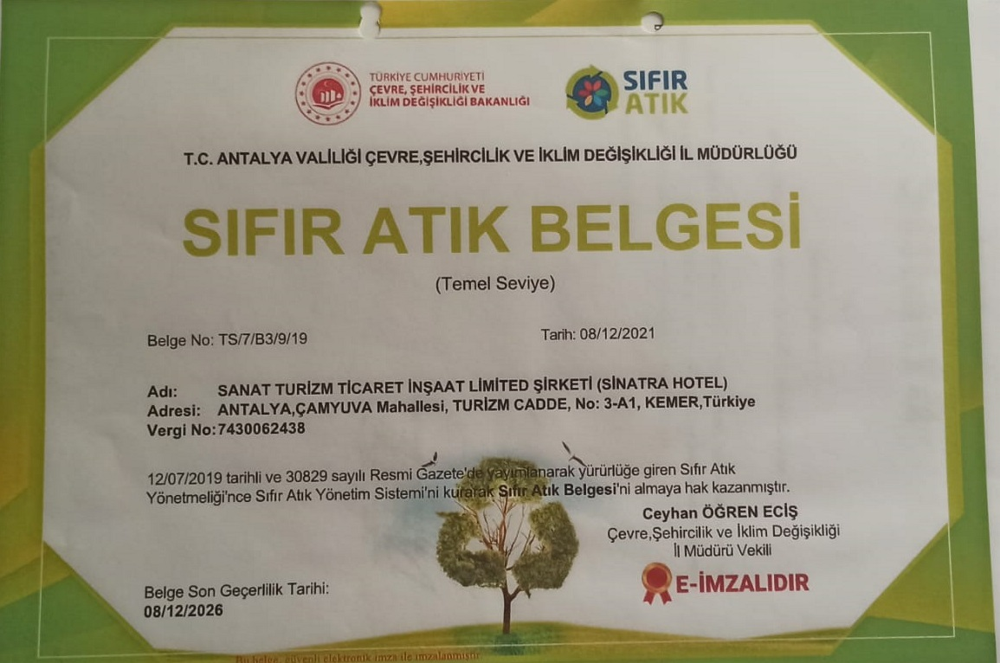 TÜRKİYE CUMHURİYETİ
ÇEVRE, ŞEHİRCİLİK VE
İKLİM DEĞİŞİKLİĞİ BAKANLIĞI
SIFIR
ATIK
T.C. ANTALYA VALİLİĞİ ÇEVRE,ŞEHİRCİLİK VE İKLİM DEĞİŞİKLİĞİ İL MÜDÜRLÜĞÜ
SIFIR ATIK BELGESİ
(Temel Seviye)
Belge No: TS/7/B3/9/19 Tarih: 08/12/2021
Adı: SANAT TURİZM TİCARET İNŞAAT LİMİTED ŞİRKETİ (SİNATRA HOTEL)
Adresi: ANTALYA,ÇAMYUVA Mahallesi, TURİZM CADDE, No: 3-A1, KEMER,Türkiye
Vergi No:7430062438
12/07/2019 tarihli ve 30829 sayılı Resmi Gazete'de yayımlanarak yürürlüğe giren Sıfır Atık
Yönetmeliği'nce Sıfır Atık Yönetim Sistemi'ni kurarak Sıfır Atık Belgesi'ni almaya hak kazanmıştır.
Ceyhan ÖĞREN ECİŞ
Çevre,Şehircilik ve İklim Değişikliği
İl Müdürü Vekili
E-İMZALIDIR
Belge Son Geçerlilik Tarihi:
08/12/2026
Bu belge, güvenli elektronik imza ile imzalanmıştır.